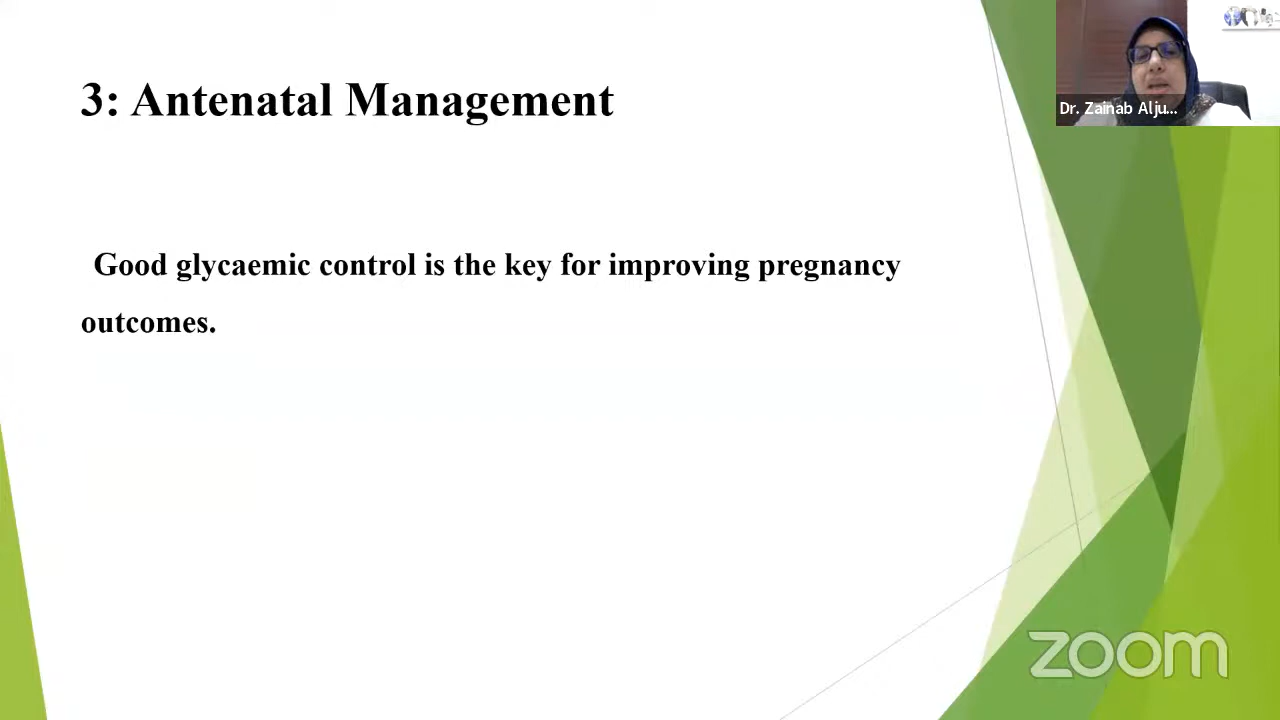 3: Antenatal Management
Dr. Zainab Alju...
Good glycaemic control is the key for improving pregnancy
outcomes.
zoom